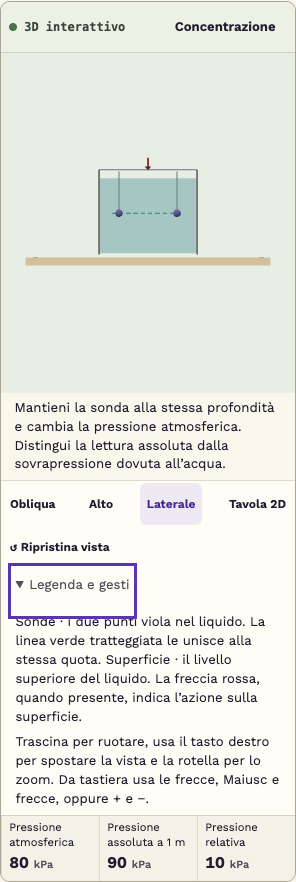 3D interattivo
Concentrazione
Mantieni la sonda alla stessa profondità
e cambia la pressione atmosferica.
Distingui la lettura assoluta dalla
sovrapressione dovuta all’acqua.
Obliqua Alto Laterale Tavola 2D
↺ Ripristina vista
▼ Legenda e gesti
Sonde · i due punti viola nel liquido. La
linea verde tratteggiata le unisce alla
stessa quota. Superficie · il livello
superiore del liquido. La freccia rossa,
quando presente, indica l’azione sulla
superficie.
Trascina per ruotare, usa il tasto destro
per spostare la vista e la rotella per lo
zoom. Da tastiera usa le frecce, Maiusc e
frecce, oppure + e −.
Pressione
atmosferica
80 kPa
Pressione
assoluta a 1 m
90 kPa
Pressione
relativa
10 kPa